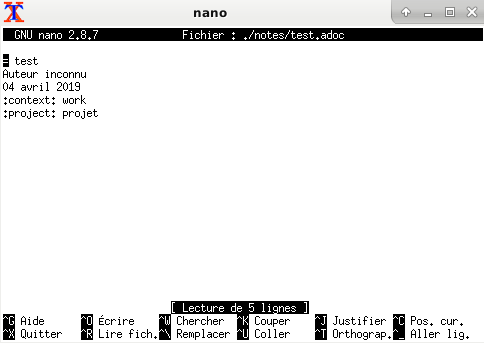 nano
GNU nano 2.8.7 Fichier : ./notes/test.adoc
= test
Auteur inconnu
04 avril 2019
:context: work
:project: projet
[ Lecture de 5 lignes ]
^G Aide ^O Écrire ^W Chercher ^K Couper ^J Justifier ^C Pos. cur.
^X Quitter ^R Lire fich. ^\ Remplacer ^U Coller ^T Orthograp. ^_ Aller lig.